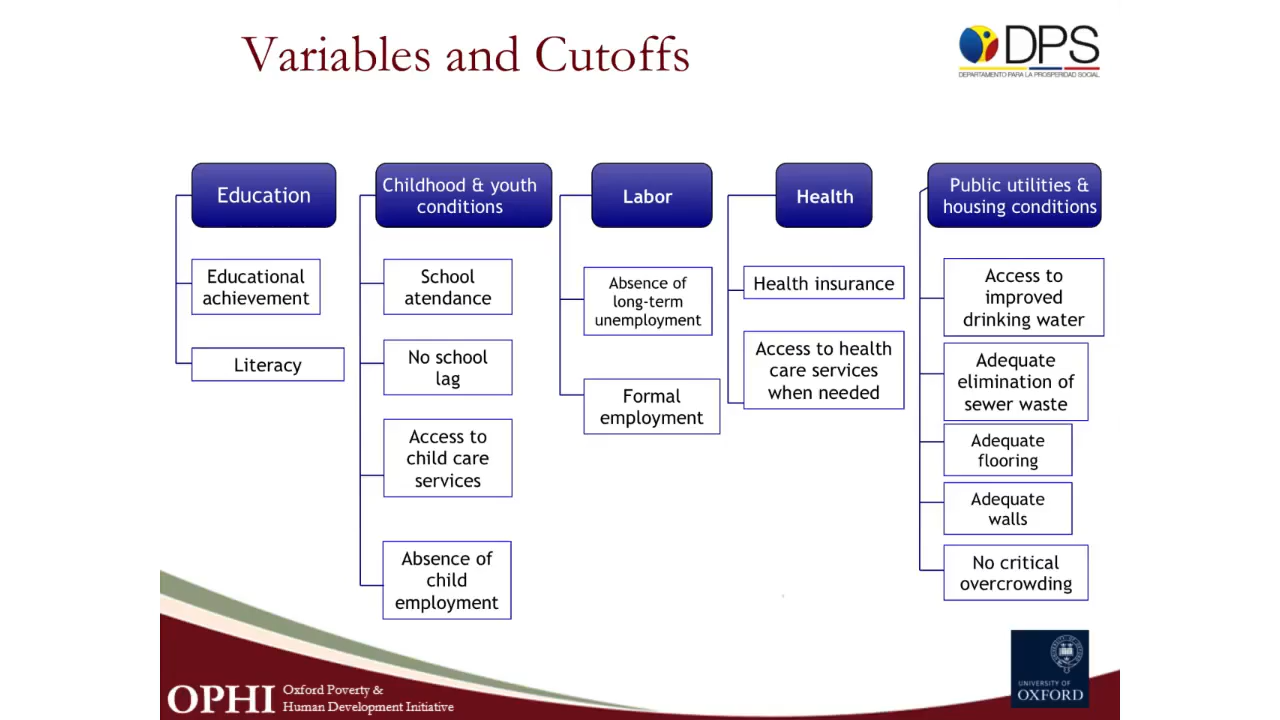 Variables and Cutoffs
DPS
DEPARTAMENTO PARA LA PROSPERIDAD SOCIAL
Education
Educational
achievement
Literacy
Childhood & youth
conditions
School
atendance
No school
lag
Access to
child care
services
Absence of
child
employment
Labor
Absence of
long-term
unemployment
Formal
employment
Health
Health insurance
Access to health
care services
when needed
Public utilities &
housing conditions
Access to
improved
drinking water
Adequate
elimination of
sewer waste
Adequate
flooring
Adequate
walls
No critical
overcrowding
OPHI
Oxford Poverty &
Human Development Initiative
UNIVERSITY OF
OXFORD